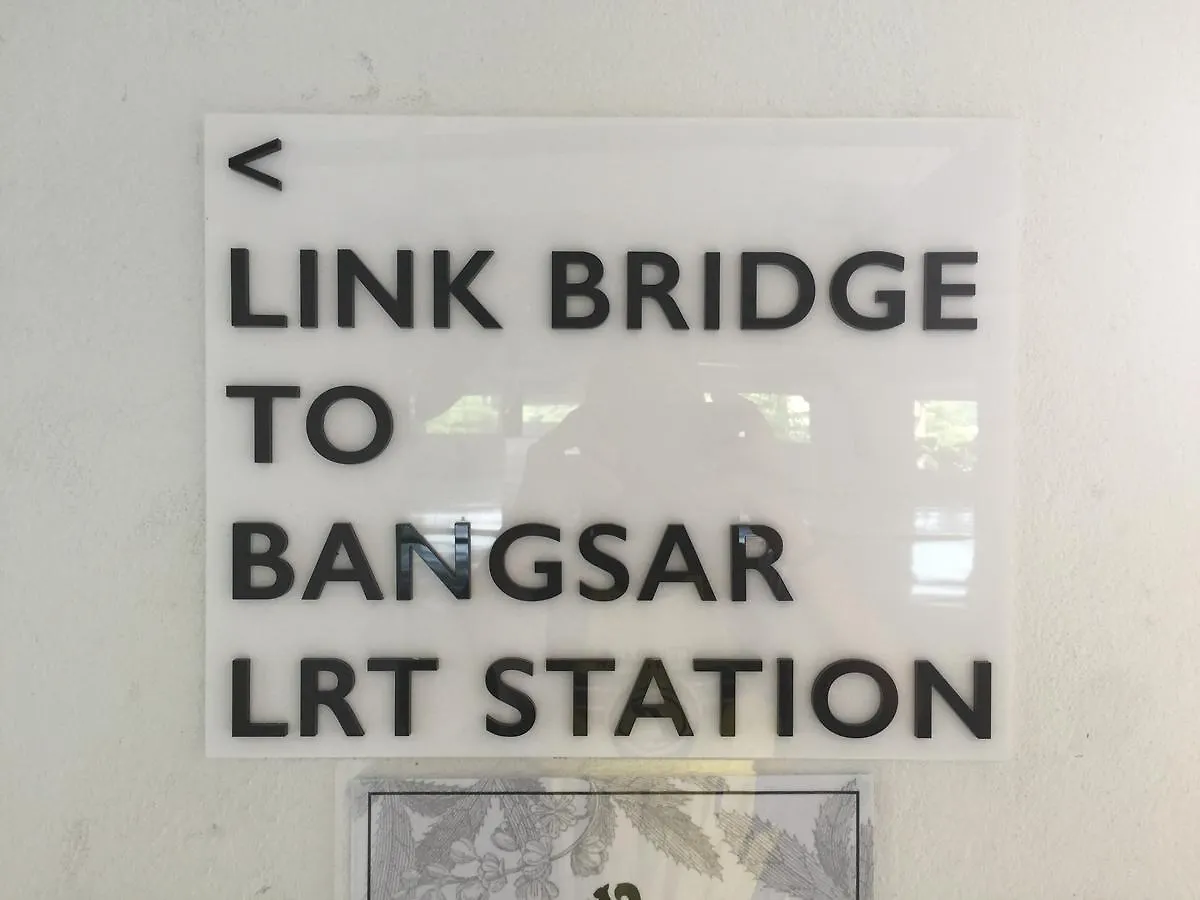 <
LINK BRIDGE
TO
BANGSAR
LRT STATION